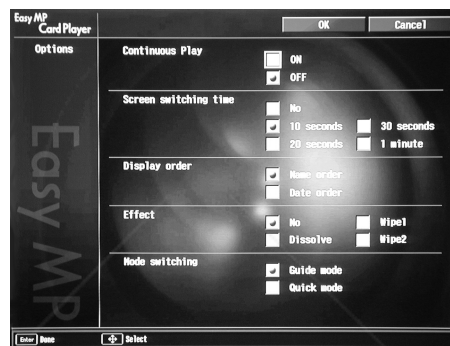 Easy MP
Card Player
OK
Cancel
Options
Continuous Play
ON
OFF
Screen switching time
No
10 seconds
30 seconds
20 seconds
1 minute
Display order
Name order
Date order
Effect
No
Wipe1
Dissolve
Wipe2
Mode switching
Guide mode
Quick mode
Easy MP
Enter Done
Select